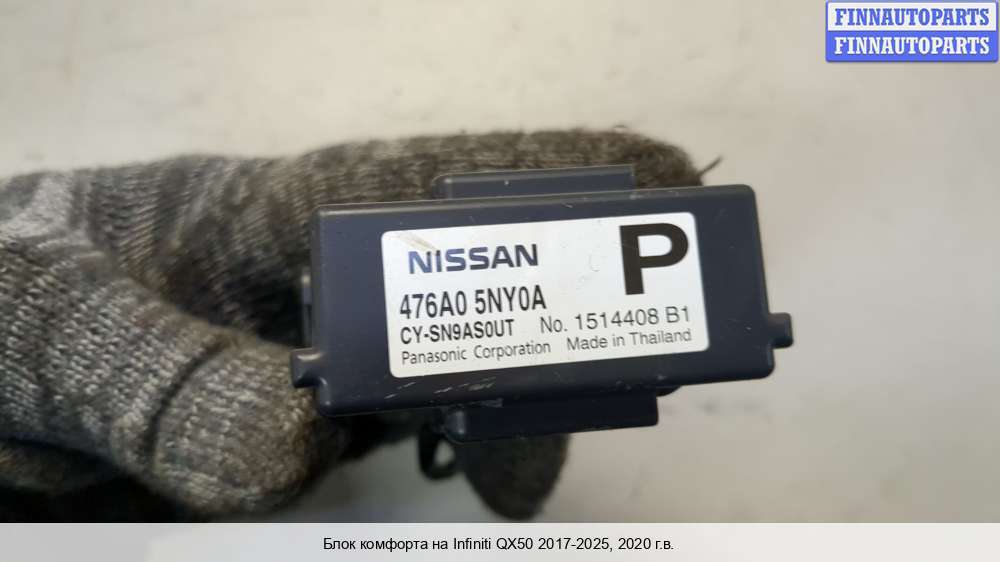 FINNAUTOPARTS
FINNAUTOPARTS
NISSAN P
476A0 5NY0A
CY-SN9AS0UT No. 1514408 B1
Panasonic Corporation Made in Thailand
Блок комфорта на Infiniti QX50 2017-2025, 2020 г.в.